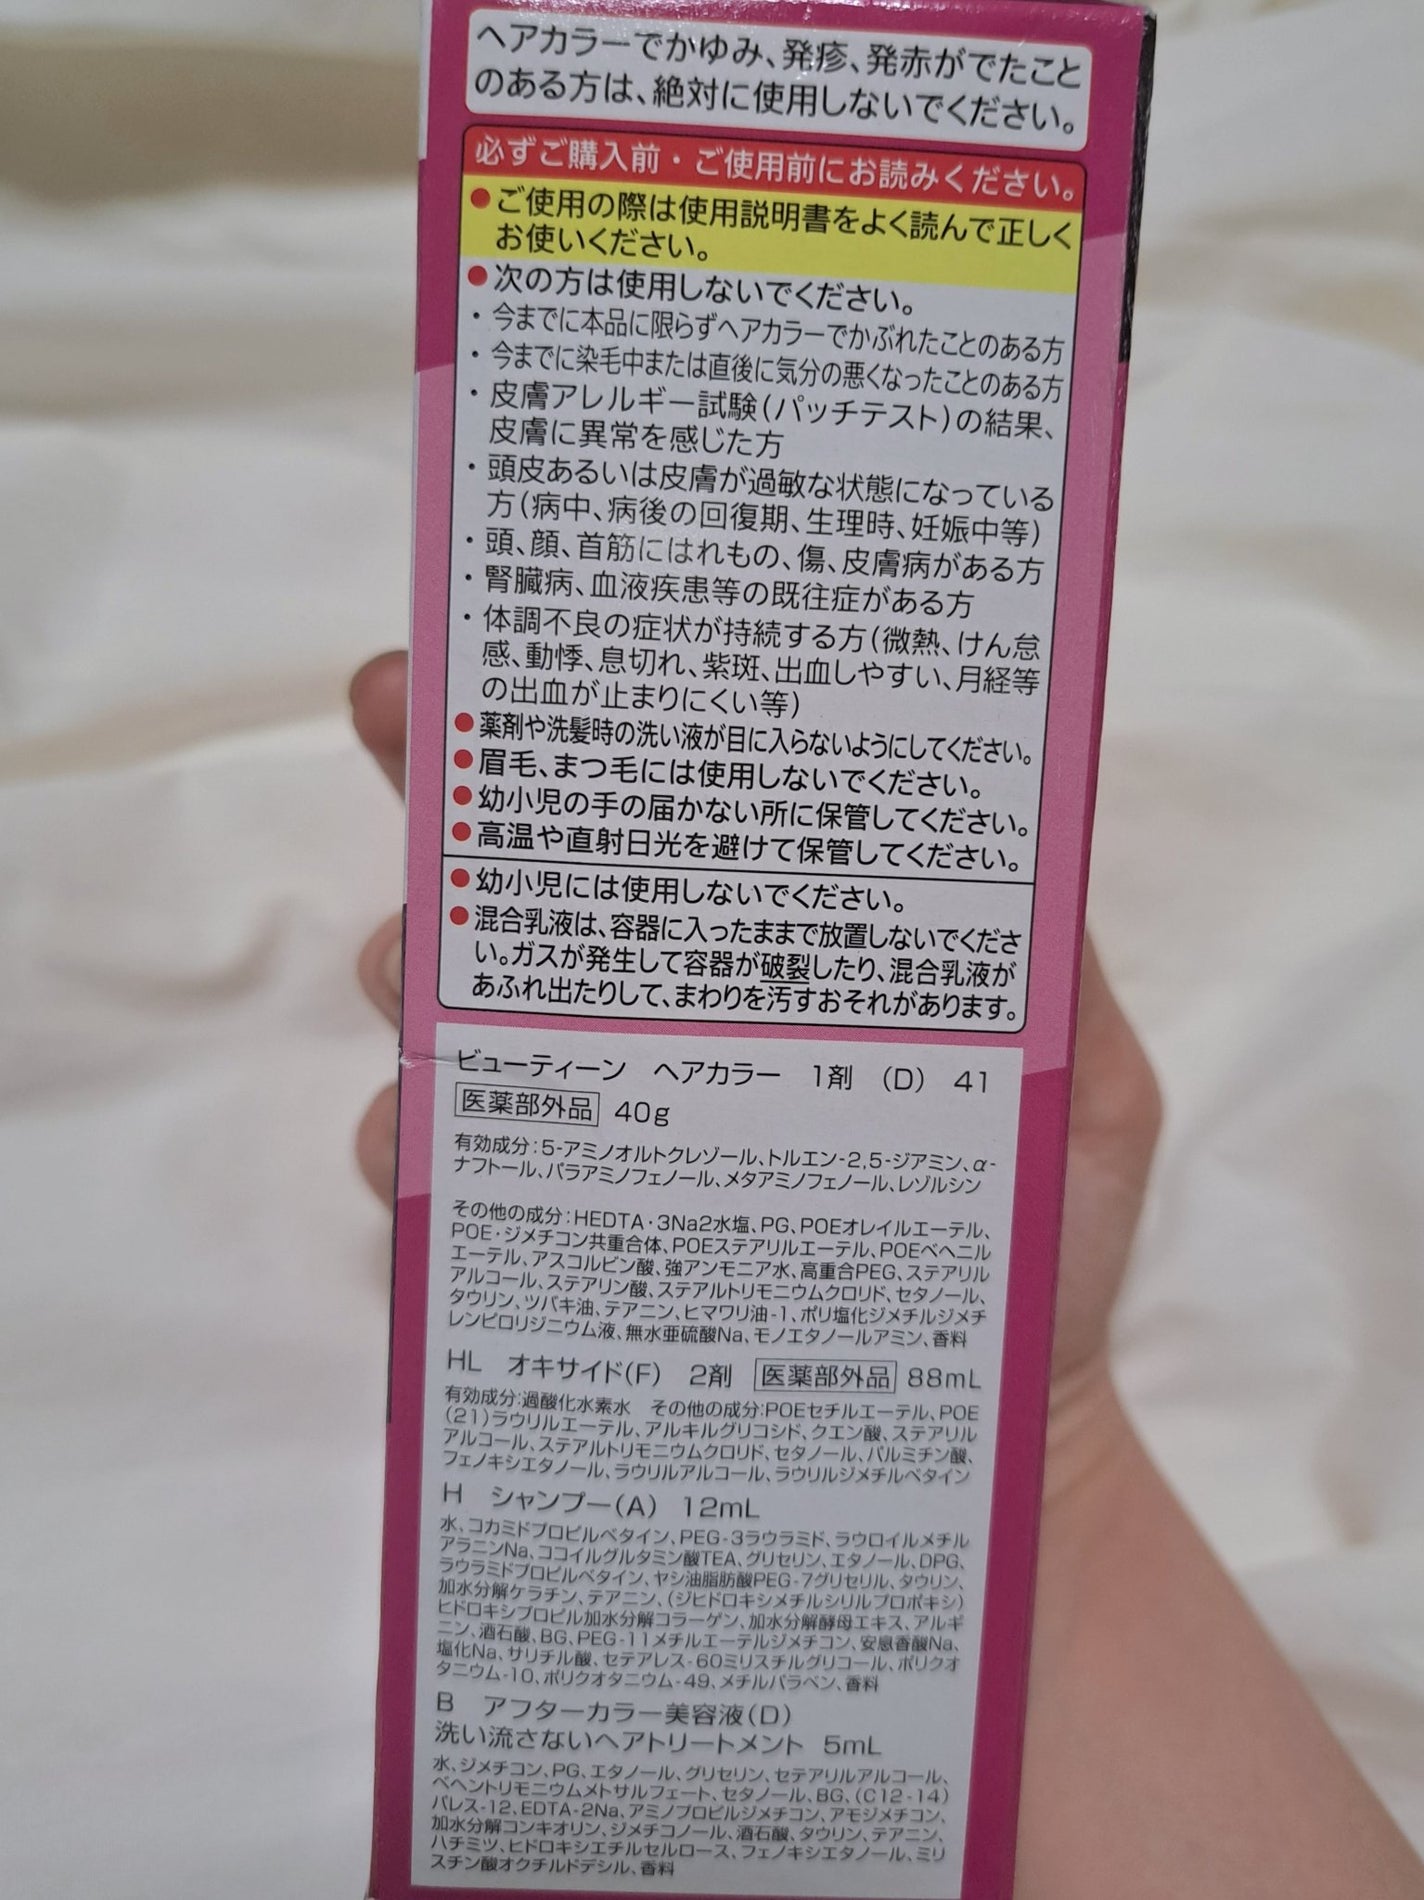 ヘアカラーでかゆみ、発疹、発赤がでたこと
のある方は、絶対に使用しないでください。
必ずご購入前・ご使用前にお読みください。
●ご使用の際は使用説明書をよく読んで正しく
お使いください。
●次の方は使用しないでください。
・今までに本品に限らずヘアカラーでかぶれたことのある方
・今までに染毛中または直後に気分の悪くなったことのある方
・皮膚アレルギー試験(パッチテスト)の結果、
皮膚に異常を感じた方
・頭皮あるいは皮膚が過敏な状態になっている
方(病中、病後の回復期、生理時、妊娠中等)
・頭、顔、首筋にはれもの、傷、皮膚病がある方
・腎臓病、血液疾患等の既往症がある方
・体調不良の症状が持続する方(微熱、けん怠
感、動悸、息切れ、紫斑、出血しやすい、月経等
の出血が止まりにくい等)
●薬剤や洗髪時の洗い液が目に入らないようにしてください。
●眉毛、まつ毛には使用しないでください。
●幼小児の手の届かない所に保管してください。
●高温や直射日光を避けて保管してください。
●幼小児には使用しないでください。
●混合乳液は、容器に入ったままで放置しないでくださ
い。ガスが発生して容器が破裂したり、混合乳液が
あふれ出たりして、まわりを汚すおそれがあります。
ビューティーン ヘアカラー 1剤 (D) 41
医薬部外品 40g
有効成分:5-アミノオルトクレゾール、トルエン-2,5-ジアミン、α-
ナフトール、パラアミノフェノール、メタアミノフェノール、レゾルシン
その他の成分:HEDTA・3Na2水塩、PG、POEオレイルエーテル、
POE・ジメチコン共重合体、POEステアリルエーテル、POEベヘニル
エーテル、アスコルビン酸、強アンモニア水、高重合PEG、ステアリル
アルコール、ステアリン酸、ステアルトリモニウムクロリド、セタノール、
タウリン、ツバキ油、テアニン、ヒマワリ油-1、ポリ塩化ジメチルジメチ
レンピロリジニウム液、無水亜硫酸Na、モノエタノールアミン、香料
HL オキサイド(F) 2剤 医薬部外品 88mL
有効成分:過酸化水素水 その他の成分:POEセチルエーテル、POE
(21)ラウリルエーテル、アルキルグリコシド、クエン酸、ステアリル
アルコール、ステアルトリモニウムクロリド、セタノール、パルミチン酸、
フェノキシエタノール、ラウリルアルコール、ラウリルジメチルベタイン
H シャンプー(A) 12mL
水、コカミドプロピルベタイン、PEG-3ラウラミド、ラウロイルメチル
アラニンNa、ココイルグルタミン酸TEA、グリセリン、エタノール、DPG、
ラウラミドプロピルベタイン、ヤシ油脂肪酸PEG-7グリセリル、タウリン、
加水分解ケラチン、テアニン、(ジヒドロキシメチルシリルプロポキシ)
ヒドロキシプロピル加水分解コラーゲン、加水分解酵母エキス、アルギ
ニン、酒石酸、BG、PEG-11メチルエーテルジメチコン、安息香酸Na、
塩化Na、サリチル酸、セテアレス-60ミリスチルグリコール、ポリクオ
タニウム-10、ポリクオタニウム-49、メチルパラベン、香料
B アフターカラー美容液(D)
洗い流さないヘアトリートメント 5mL
水、ジメチコン、PG、エタノール、グリセリン、セテアリルアルコール、
ベヘントリモニウムメトサルフェート、セタノール、BG、(C12-14)
パレス-12、EDTA-2Na、アミノプロピルジメチコン、アモジメチコン、
加水分解コンキオリン、ジメチコノール、酒石酸、タウリン、テアニン、
ハチミツ、ヒドロキシエチルセルロース、フェノキシエタノール、ミリ
スチン酸オクチルドデシル、香料